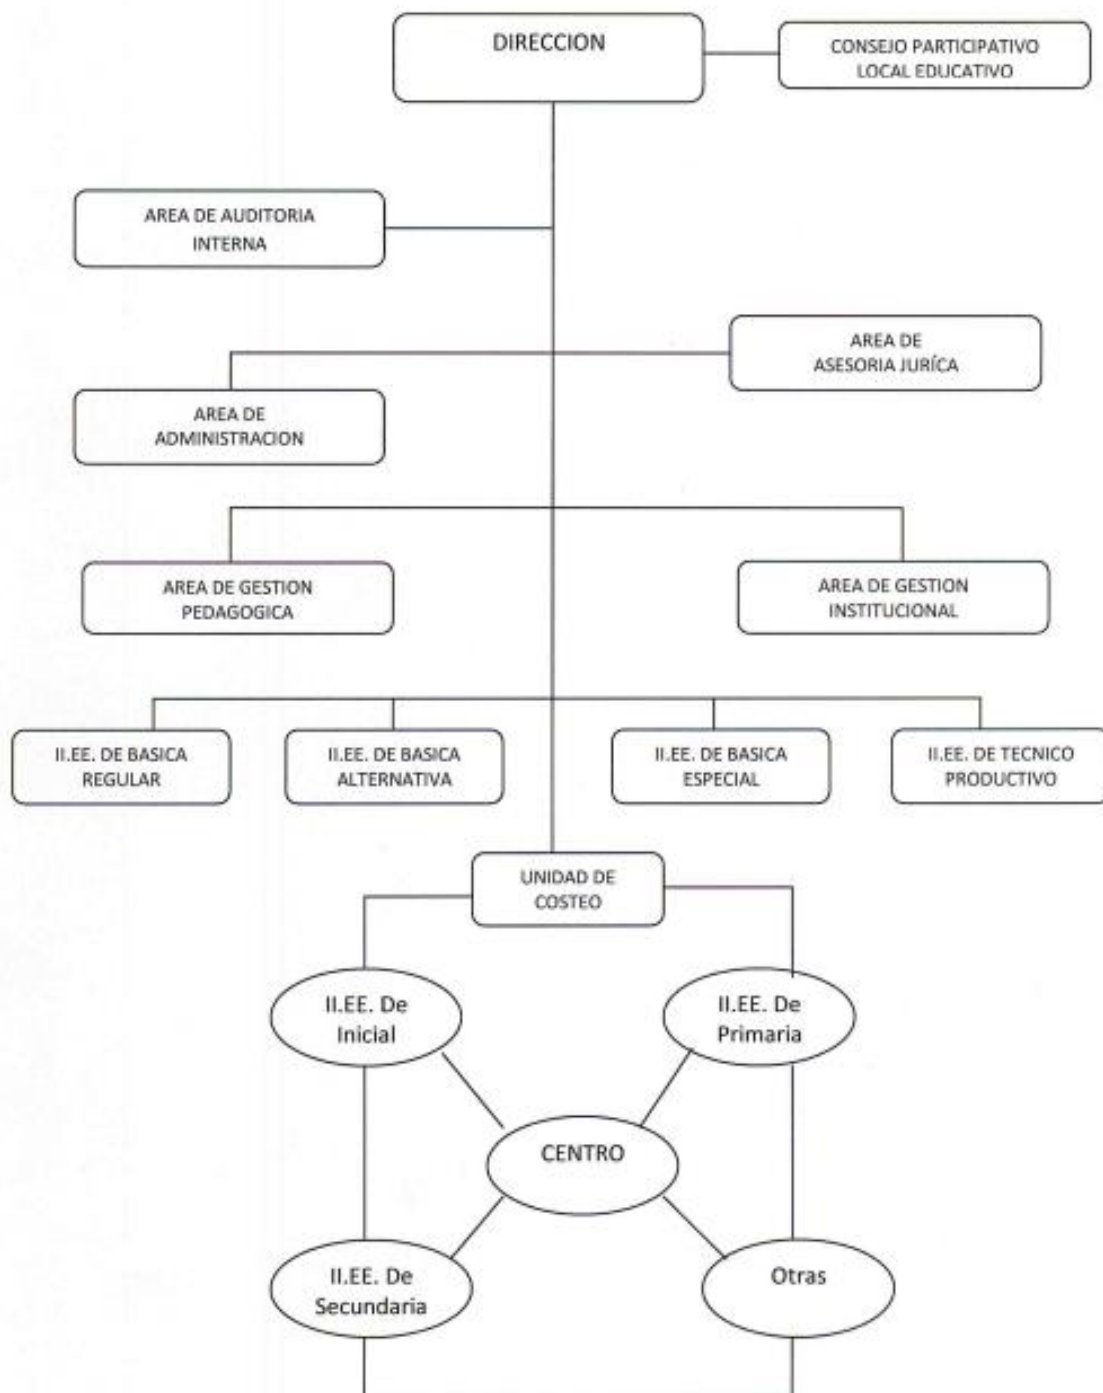 DIRECCION
CONSEJO PARTICIPATIVO
LOCAL EDUCATIVO
AREA DE AUDITORIA
INTERNA
AREA DE
ASESORIA JURÍCA
AREA DE
ADMINISTRACION
AREA DE GESTION
PEDAGOGICA
AREA DE GESTION
INSTITUCIONAL
II.EE. DE BASICA
REGULAR
II.EE. DE BASICA
ALTERNATIVA
II.EE. DE BASICA
ESPECIAL
II.EE. DE TECNICO
PRODUCTIVO
UNIDAD DE
COSTEO
II.EE. De
Inicial
II.EE. De
Primaria
CENTRO
II.EE. De
Secundaria
Otras